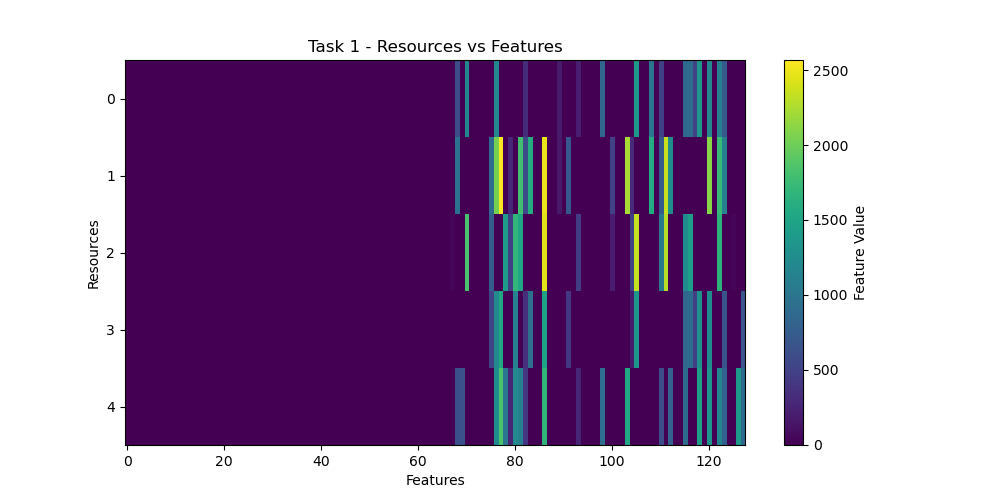 Task 1 - Resources vs Features
0
1
2
3
4
Resources
0 20 40 60 80 100 120
Features
2500
2000
1500
1000
500
0
Feature Value